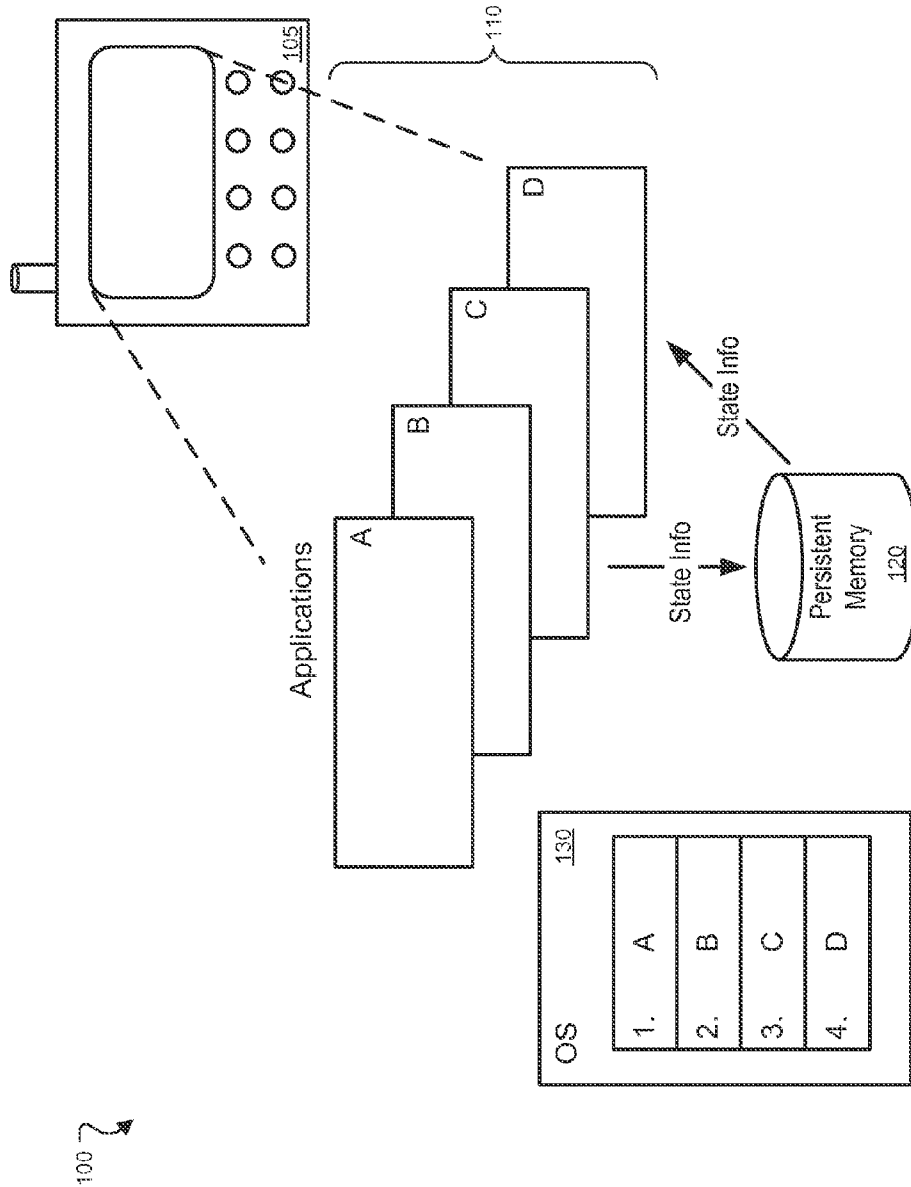 100
105
110
Applications
A
B
C
D
OS
130
1. A
2. B
3. C
4. D
State Info
State Info
Persistent
Memory
120